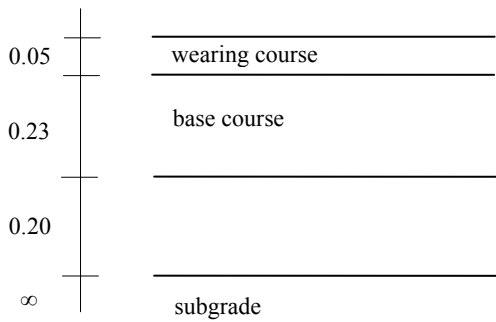 0.05 wearing course
0.23 base course
0.20
∞ subgrade